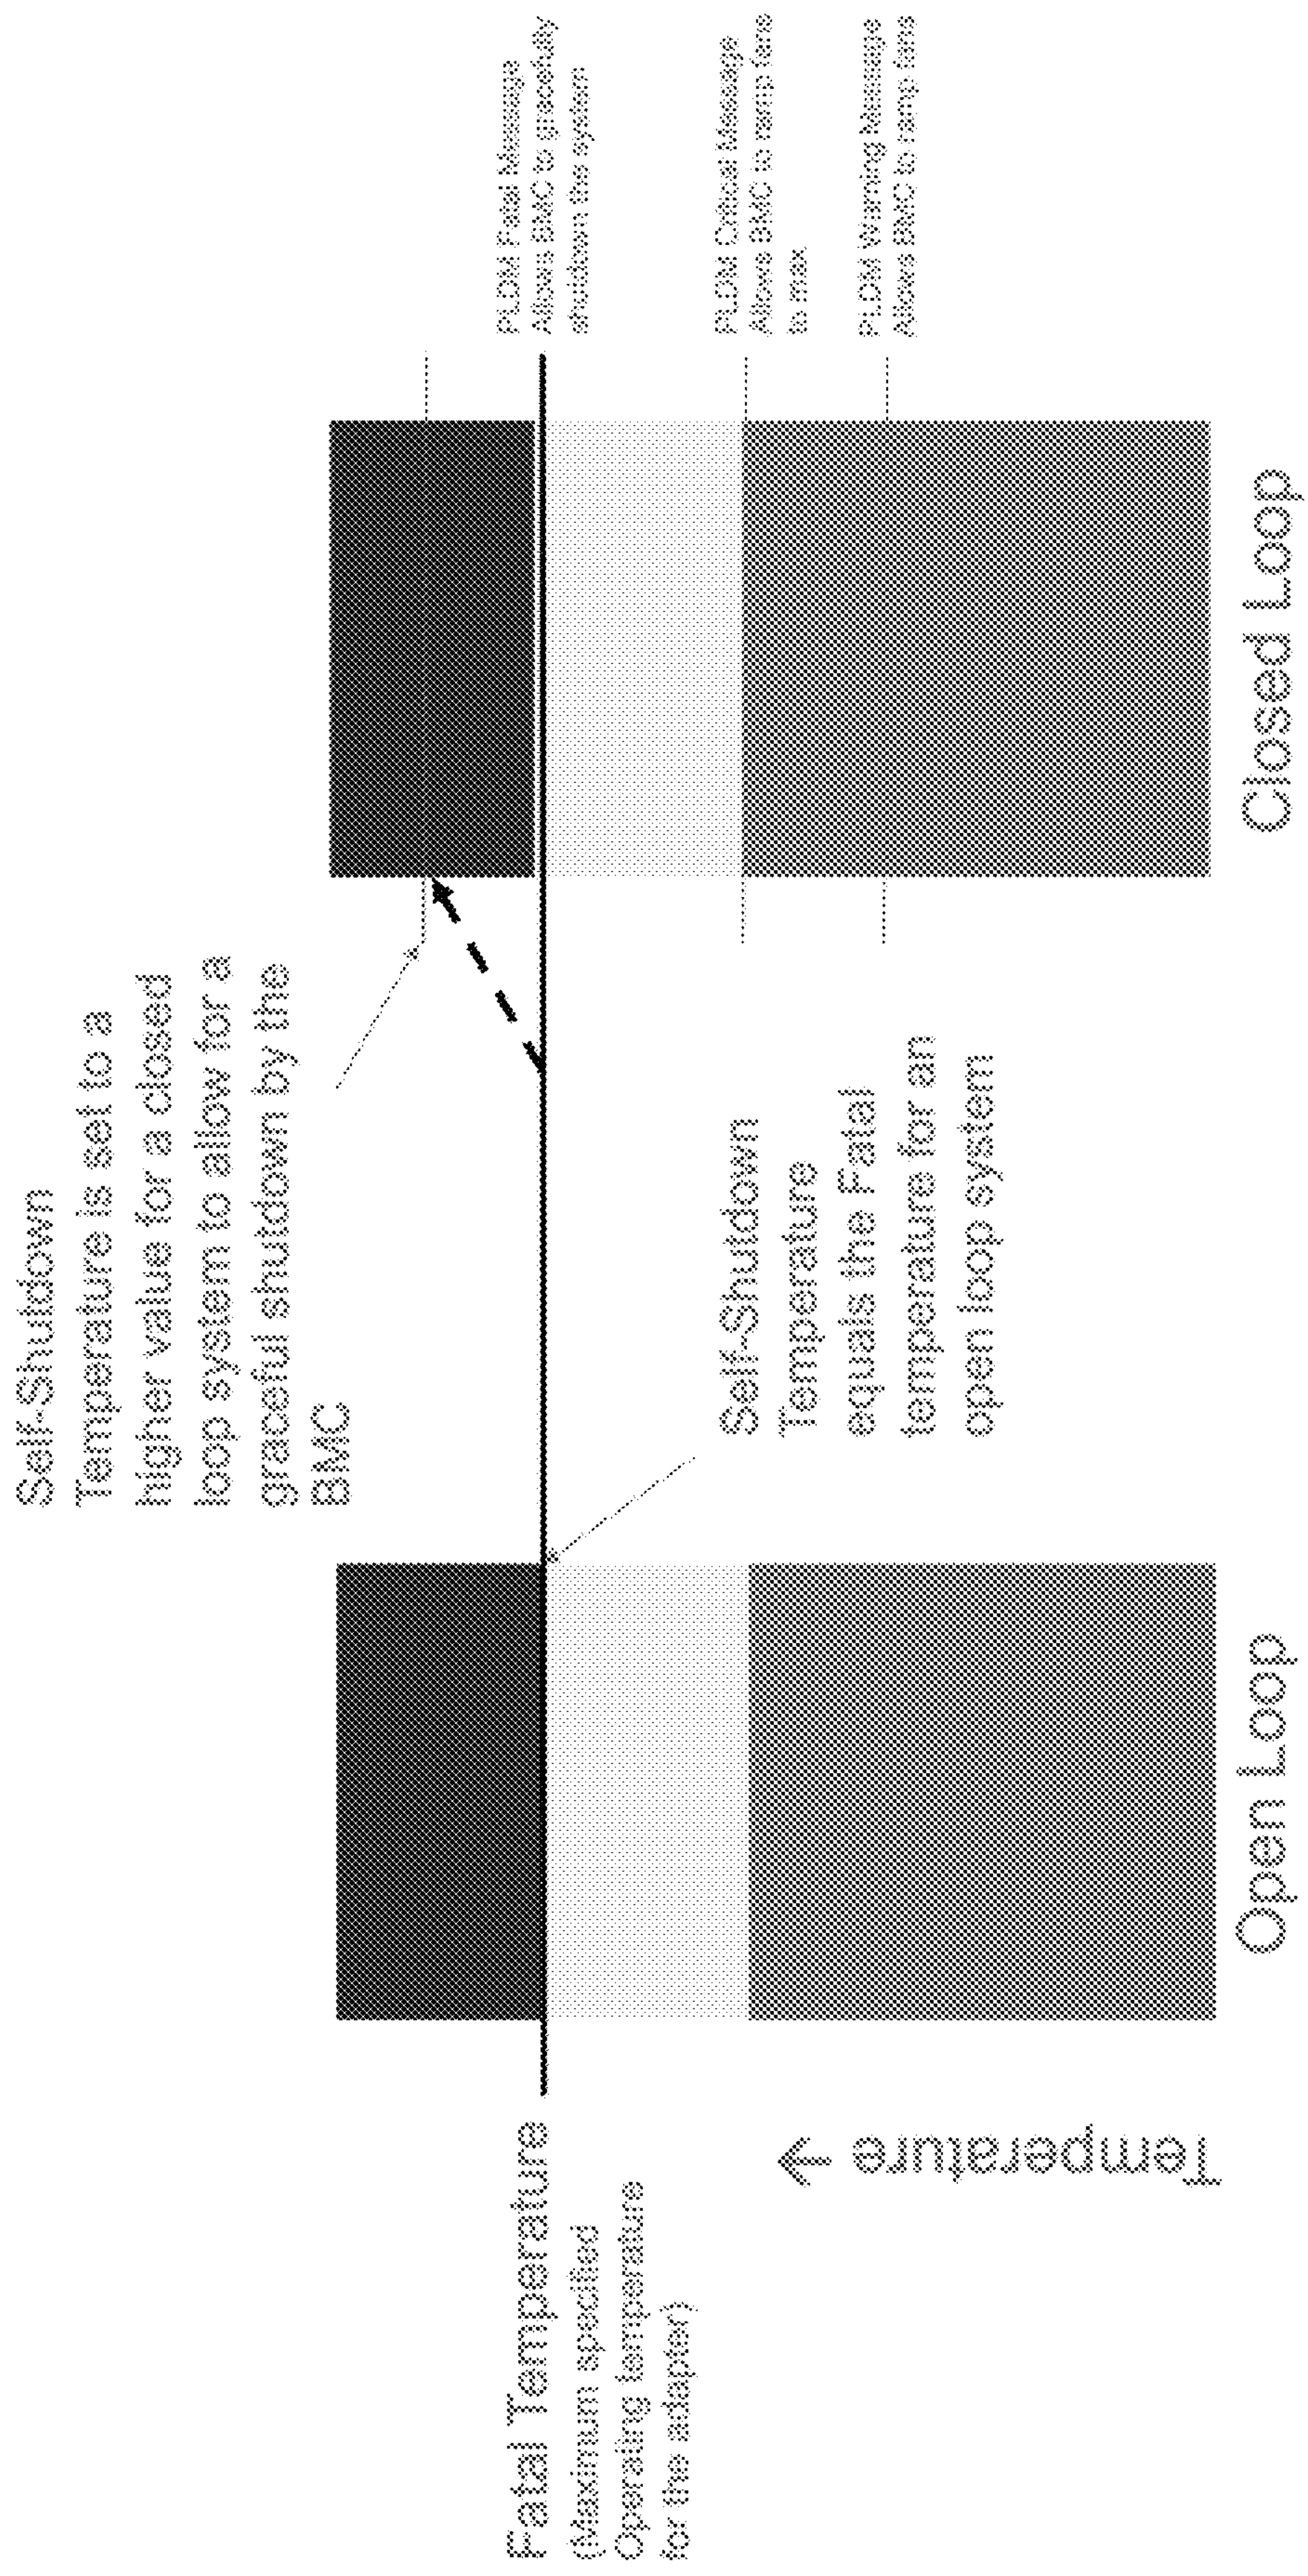 Self-Shutdown
Temperature is set to a
higher value for a closed
loop system to allow for a
graceful shutdown by the
BMC
Fatal Temperature
(Maximum specified
Operating temperature
for the adapter)
PLDM Fatal Message
Allows BMC to gracefully
shutdown the system
Self-Shutdown
Temperature
equals the Fatal
temperature for an
open loop system
PLDM Critical Message
Allows BMC to ramp fans
to max
PLDM Warning Message
Allows BMC to ramp fans
Temperature →
Open Loop
Closed Loop